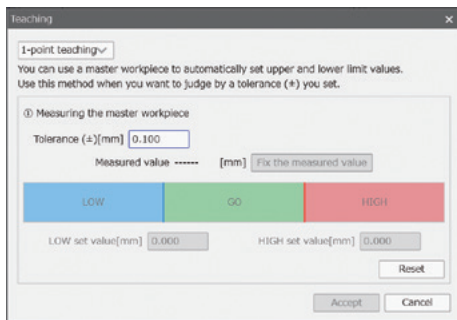 Teaching
1-point teaching
You can use a master workpiece to automatically set upper and lower limit values.
Use this method when you want to judge by a tolerance (±) you set.
① Measuring the master workpiece
Tolerance (±)[mm] 0.100
Measured value ------ [mm] Fix the measured value
LOW GO HIGH
LOW set value[mm] 0.000 HIGH set value[mm] 0.000
Reset
Accept Cancel